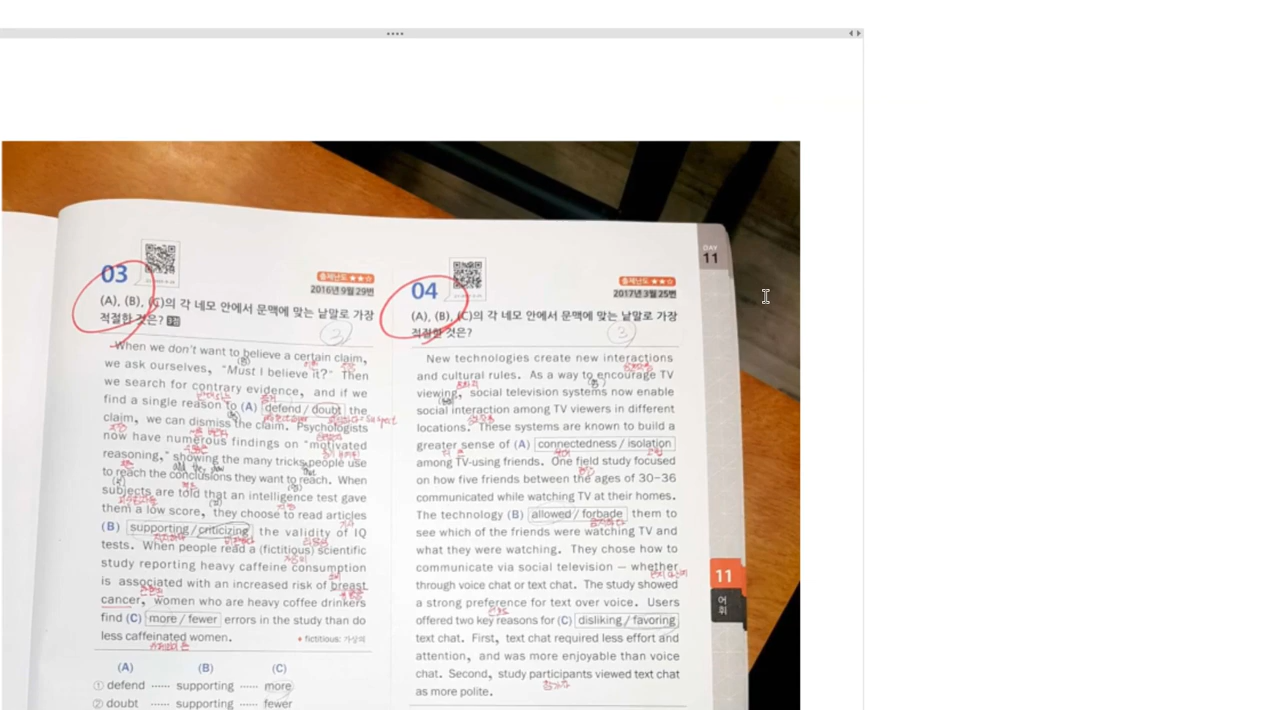 03
출제난도 ★★☆
2016년 9월 29번
(A), (B), (C)의 각 네모 안에서 문맥에 맞는 낱말로 가장
적절한 것은? 3점
3
When we don't want to believe a certain claim,
we ask ourselves, "Must I believe it?" Then
we search for contrary evidence, and if we
find a single reason to (A) defend / doubt the
claim, we can dismiss the claim. Psychologists
now have numerous findings on "motivated
reasoning," showing the many tricks people use
to reach the conclusions they want to reach. When
subjects are told that an intelligence test gave
them a low score, they choose to read articles
(B) supporting / criticizing the validity of IQ
tests. When people read a (fictitious) scientific
study reporting heavy caffeine consumption
is associated with an increased risk of breast
cancer, women who are heavy coffee drinkers
find (C) more / fewer errors in the study than do
less caffeinated women.
* fictitious: 가상의
(A) (B) (C)
① defend ······ supporting ······ more
② doubt ······ supporting ······ fewer
04
출제난도 ★★☆
2017년 3월 25번
(A), (B), (C)의 각 네모 안에서 문맥에 맞는 낱말로 가장
적절한 것은?
3
New technologies create new interactions
and cultural rules. As a way to encourage TV
viewing, social television systems now enable
social interaction among TV viewers in different
locations. These systems are known to build a
greater sense of (A) connectedness / isolation
among TV-using friends. One field study focused
on how five friends between the ages of 30-36
communicated while watching TV at their homes.
The technology (B) allowed / forbade them to
see which of the friends were watching TV and
what they were watching. They chose how to
communicate via social television — whether
through voice chat or text chat. The study showed
a strong preference for text over voice. Users
offered two key reasons for (C) disliking / favoring
text chat. First, text chat required less effort and
attention, and was more enjoyable than voice
chat. Second, study participants viewed text chat
as more polite.
DAY
11
11
어휘